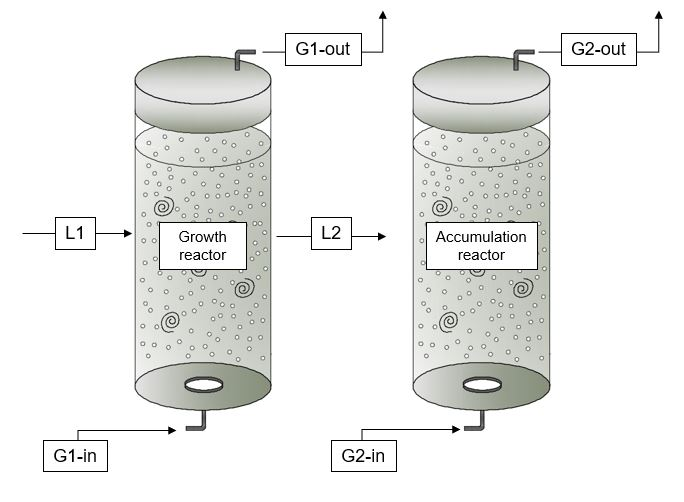 G1-out
G2-out
L1
Growth
reactor
L2
Accumulation
reactor
G1-in
G2-in